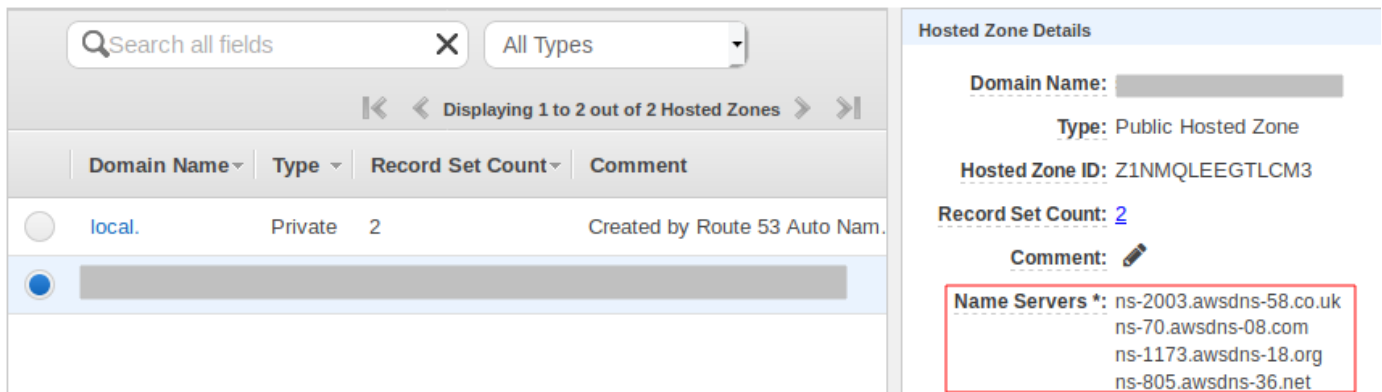 Search all fields
All Types
Displaying 1 to 2 out of 2 Hosted Zones
Domain Name Type Record Set Count Comment
local. Private 2 Created by Route 53 Auto Nam.
Hosted Zone Details
Domain Name:
Type: Public Hosted Zone
Hosted Zone ID: Z1NMQLEEGTLCM3
Record Set Count: 2
Comment:
Name Servers *: ns-2003.awsdns-58.co.uk
ns-70.awsdns-08.com
ns-1173.awsdns-18.org
ns-805.awsdns-36.net